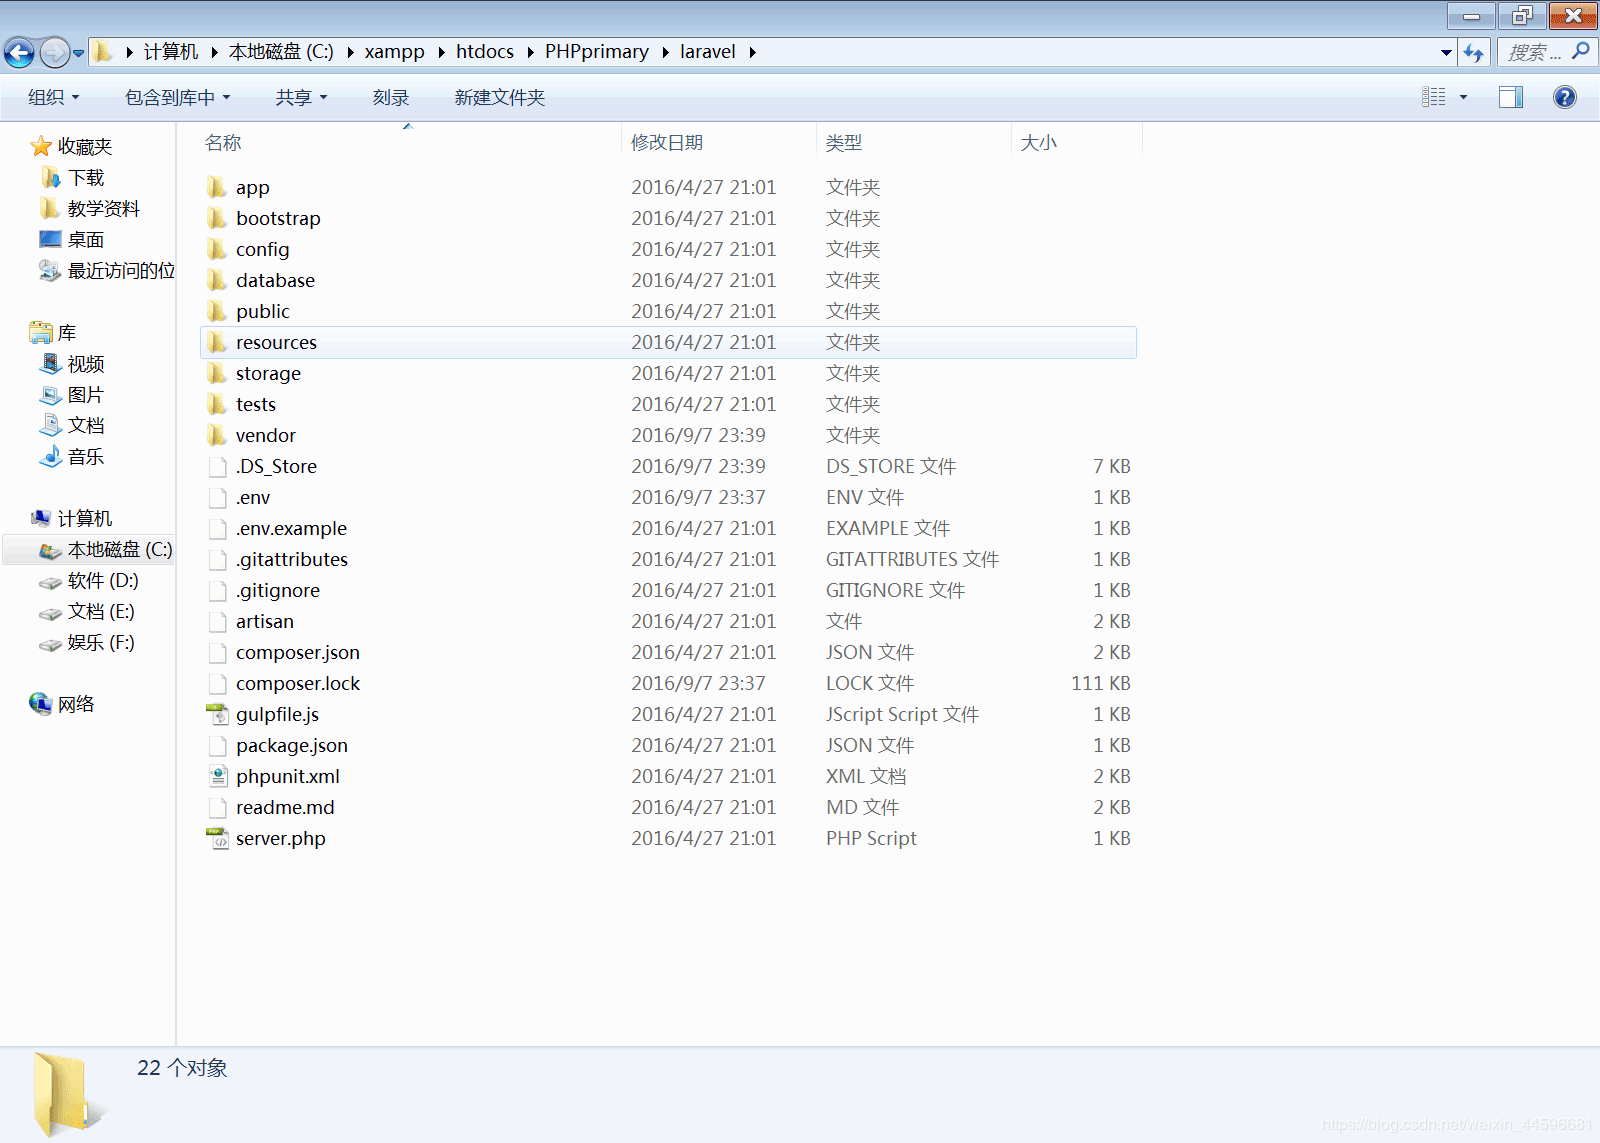 计算机 本地磁盘 (C:) xampp htdocs PHPprimary laravel
搜索 ...
组织 包含到库中 共享 刻录 新建文件夹
收藏夹
下载
教学资料
桌面
最近访问的位
库
视频
图片
文档
音乐
计算机
本地磁盘 (C:)
软件 (D:)
文档 (E:)
娱乐 (F:)
网络
名称 修改日期 类型 大小
app 2016/4/27 21:01 文件夹
bootstrap 2016/4/27 21:01 文件夹
config 2016/4/27 21:01 文件夹
database 2016/4/27 21:01 文件夹
public 2016/4/27 21:01 文件夹
resources 2016/4/27 21:01 文件夹
storage 2016/4/27 21:01 文件夹
tests 2016/4/27 21:01 文件夹
vendor 2016/9/7 23:39 文件夹
.DS_Store 2016/9/7 23:39 DS_STORE 文件 7 KB
.env 2016/9/7 23:37 ENV 文件 1 KB
.env.example 2016/4/27 21:01 EXAMPLE 文件 1 KB
.gitattributes 2016/4/27 21:01 GITATTRIBUTES 文件 1 KB
.gitignore 2016/4/27 21:01 GITIGNORE 文件 1 KB
artisan 2016/4/27 21:01 文件 2 KB
composer.json 2016/4/27 21:01 JSON 文件 2 KB
composer.lock 2016/9/7 23:37 LOCK 文件 111 KB
gulpfile.js 2016/4/27 21:01 JScript Script 文件 1 KB
package.json 2016/4/27 21:01 JSON 文件 1 KB
phpunit.xml 2016/4/27 21:01 XML 文档 2 KB
readme.md 2016/4/27 21:01 MD 文件 2 KB
server.php 2016/4/27 21:01 PHP Script 1 KB
22 个对象
https://blog.csdn.net/weixin_44596681